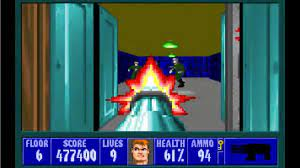 FLOOR SCORE LIVES HEALTH AMMO
6 477400 9 61% 94